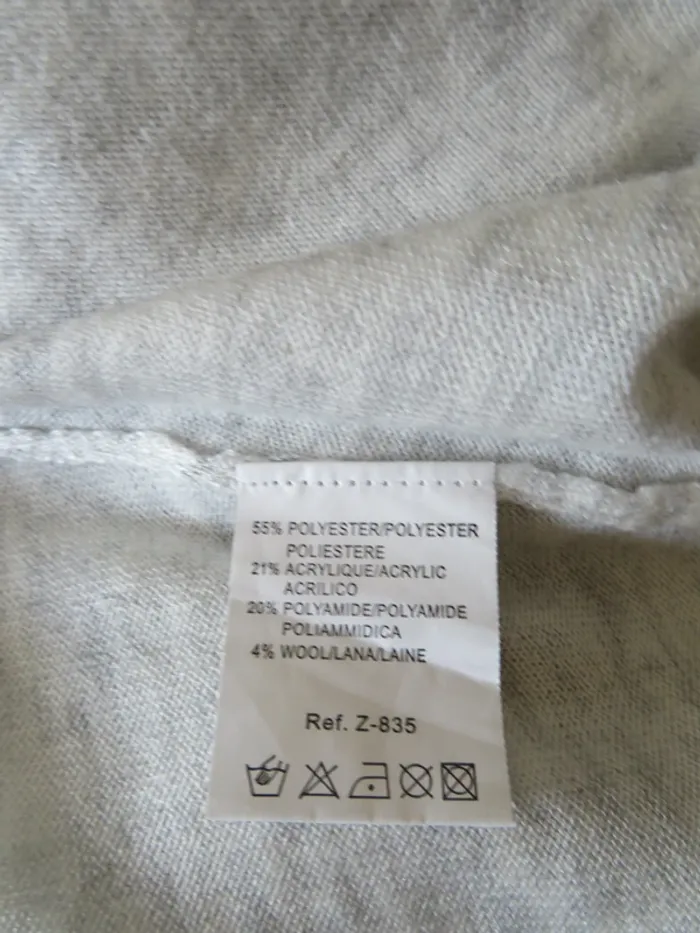 55% POLYESTER/POLYESTER
POLIESTERE
21% ACRYLIQUE/ACRYLIC
ACRILICO
20% POLYAMIDE/POLYAMIDE
POLIAMMIDICA
4% WOOL/LANA/LAINE
Ref. Z-835